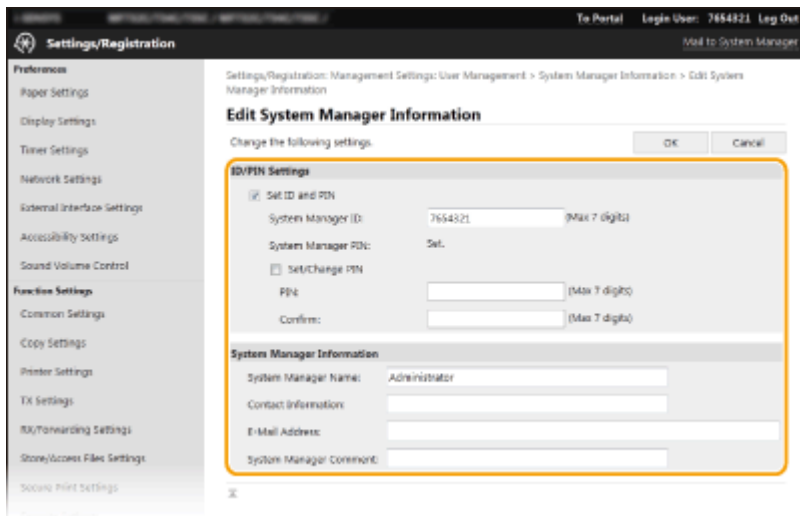 To Portal Login User: 7654321 Log Out
Settings/Registration
Mail to System Manager
Preferences
Paper Settings
Display Settings
Timer Settings
Network Settings
External Interface Settings
Accessibility Settings
Sound Volume Control
Function Settings
Common Settings
Copy Settings
Printer Settings
TX Settings
RX/Forwarding Settings
Store/Access Files Settings
Secure Print Settings
Settings/Registration: Management Settings: User Management > System Manager Information > Edit System
Manager Information
Edit System Manager Information
Change the following settings.
OK
Cancel
ID/PIN Settings
Set ID and PIN
System Manager ID: 7654321 (Max 7 digits)
System Manager PIN: Set.
Set/Change PIN
PIN: (Max 7 digits)
Confirm: (Max 7 digits)
System Manager Information
System Manager Name: Administrator
Contact Information:
E-Mail Address:
System Manager Comment: